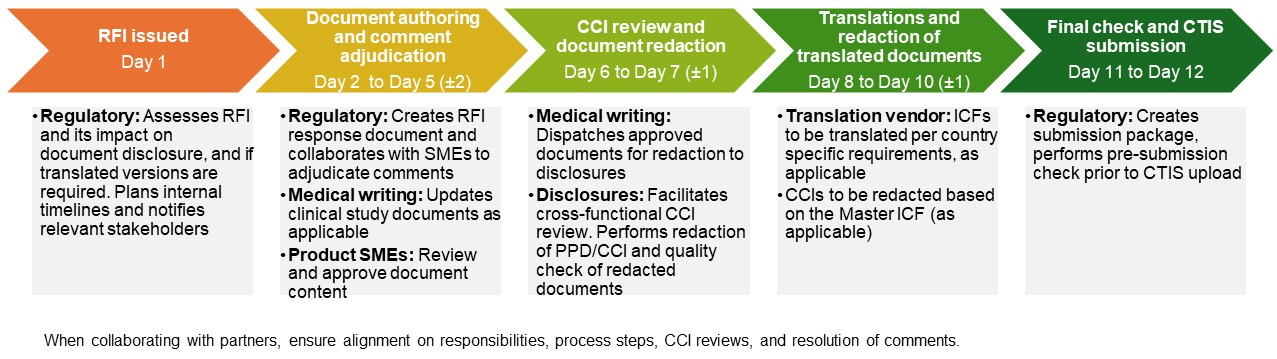 RFI issued
Day 1
Document authoring
and comment
adjudication
Day 2 to Day 5 (±2)
CCI review and
document redaction
Day 6 to Day 7 (±1)
Translations and
redaction of
translated documents
Day 8 to Day 10 (±1)
Final check and CTIS
submission
Day 11 to Day 12
•Regulatory: Assesses RFI
and its impact on
document disclosure, and if
translated versions are
required. Plans internal
timelines and notifies
relevant stakeholders
•Regulatory: Creates RFI
response document and
collaborates with SMEs to
adjudicate comments
•Medical writing: Updates
clinical study documents as
applicable
•Product SMEs: Review
and approve document
content
•Medical writing:
Dispatches approved
documents for redaction to
disclosures
•Disclosures: Facilitates
cross-functional CCI
review. Performs redaction
of PPD/CCI and quality
check of redacted
documents
•Translation vendor: ICFs
to be translated per country
specific requirements, as
applicable
•CCIs to be redacted based
on the Master ICF (as
applicable)
•Regulatory: Creates
submission package,
performs pre-submission
check prior to CTIS upload
When collaborating with partners, ensure alignment on responsibilities, process steps, CCI reviews, and resolution of comments.